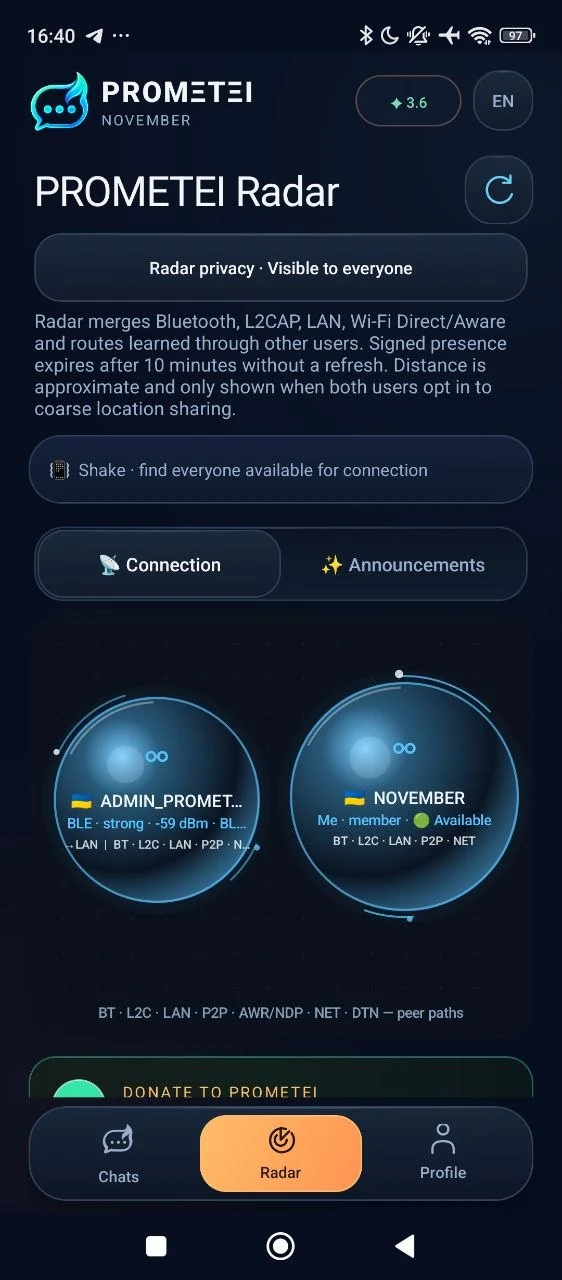 16:40
97
PROMETEI
NOVEMBER
3.6
EN
PROMETEI Radar
Radar privacy · Visible to everyone
Radar merges Bluetooth, L2CAP, LAN, Wi-Fi Direct/Aware
and routes learned through other users. Signed presence
expires after 10 minutes without a refresh. Distance is
approximate and only shown when both users opt in to
coarse location sharing.
Shake · find everyone available for connection
Connection
Announcements
ADMIN_PROMET…
BLE · strong · -59 dBm · BL…
→LAN | BT · L2C · LAN · P2P · N…
NOVEMBER
Me · member · Available
BT · L2C · LAN · P2P · NET
BT · L2C · LAN · P2P · AWR/NDP · NET · DTN — peer paths
DONATE TO PROMETEI
Chats
Radar
Profile